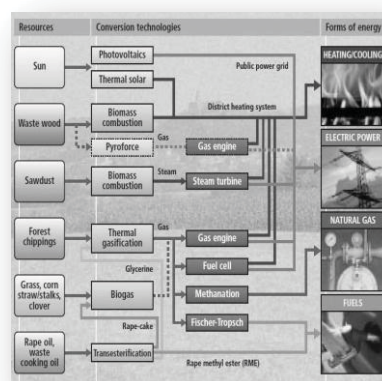 Resources Conversion technologies Forms of energy
Photovoltaics
Sun
Thermal solar
Public power grid
HEATING/COOLING
Waste wood
Biomass
combustion
District heating system
Gas
Pyroforce
Gas engine
ELECTRIC POWER
Sawdust
Biomass
combustion
Steam
Steam turbine
Forest
chippings
Thermal
gasification
Gas
Gas engine
NATURAL GAS
Glycerine
Fuel cell
Grass, corn
straw/stalks,
clover
Biogas
Methanation
Rape-cake
Fischer-Tropsch
FUELS
Rape oil,
waste
cooking oil
Transesterification
Rape methyl ester (RME)